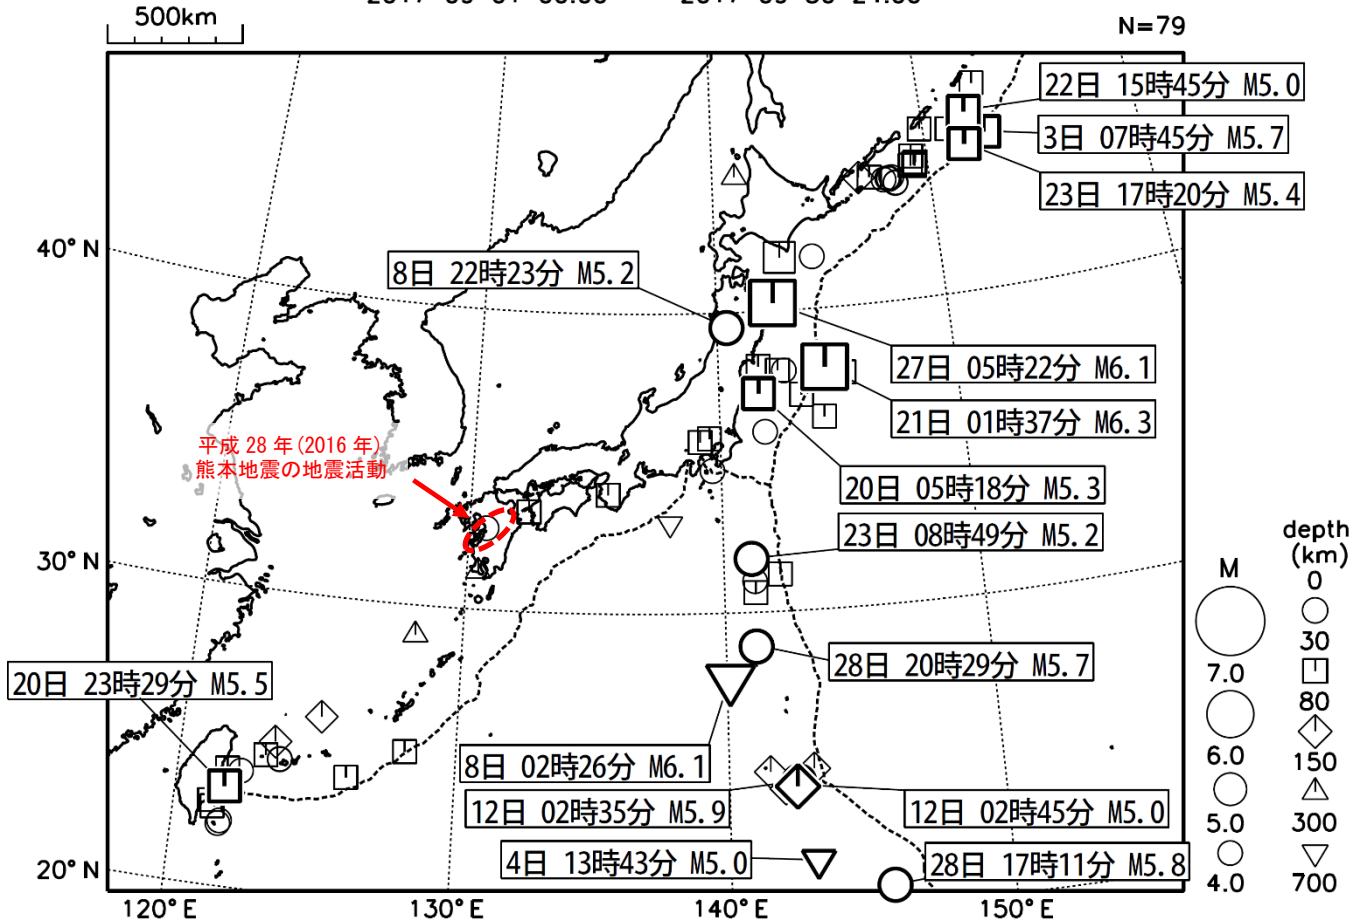 500km
N=79
22日 15時45分 M5.0
3日 07時45分 M5.7
23日 17時20分 M5.4
40°N
8日 22時23分 M5.2
27日 05時22分 M6.1
21日 01時37分 M6.3
平成 28 年(2016 年)
熊本地震の地震活動
20日 05時18分 M5.3
23日 08時49分 M5.2
30°N
28日 20時29分 M5.7
20日 23時29分 M5.5
8日 02時26分 M6.1
12日 02時35分 M5.9
12日 02時45分 M5.0
4日 13時43分 M5.0
28日 17時11分 M5.8
20°N
120°E
130°E
140°E
150°E
M
7.0
6.0
5.0
4.0
depth
(km)
0
30
80
150
300
700